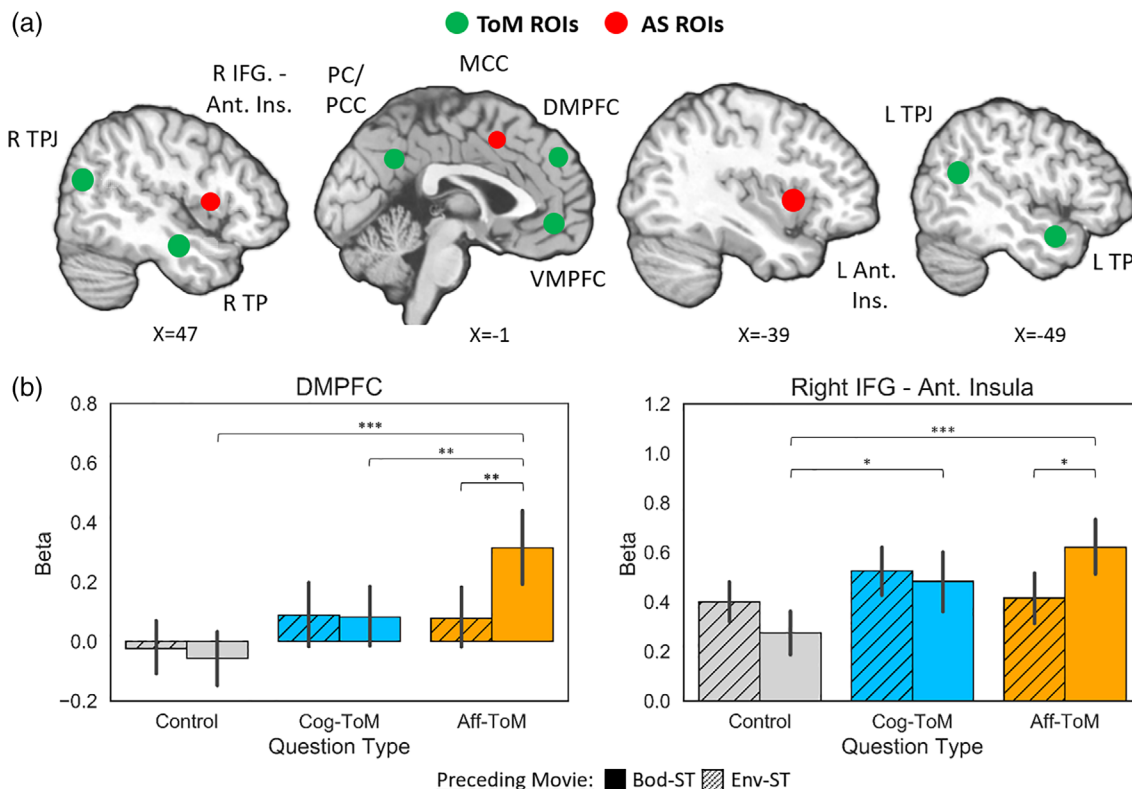 (a)
ToM ROIs AS ROIs
R TPJ
R IFG. -
Ant. Ins.
R TP
X=47
PC/
PCC
MCC
DMPFC
VMPFC
X=-1
L Ant.
Ins.
X=-39
L TPJ
L TP
X=-49
(b)
DMPFC
Beta
0.8
0.6
0.4
0.2
0.0
−0.2
***
**
**
Control Cog-ToM Aff-ToM
Question Type
Right IFG - Ant. Insula
Beta
1.2
1.0
0.8
0.6
0.4
0.2
0.0
***
*
*
Control Cog-ToM Aff-ToM
Question Type
Preceding Movie: Bod-ST Env-ST